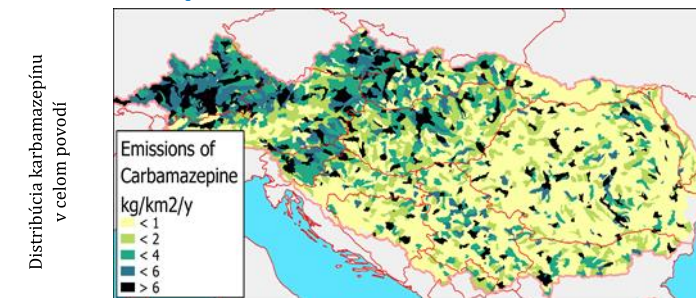 Distribúcia karbamazepínu
v celom povodí
Emissions of
Carbamazepine
kg/km2/y
< 1
< 2
< 4
< 6
> 6